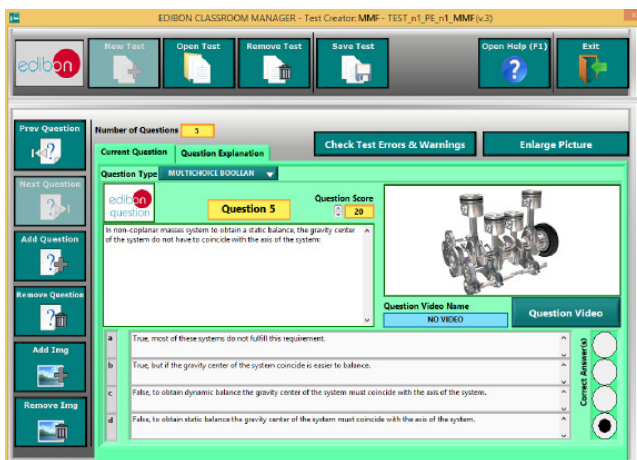 EDIBON CLASSROOM MANAGER - Test Creator: MMF - TEST_n1_PE_n1_MMF (v.3)
edibon
New Test
Open Test
Remove Test
Save Test
Open Help (F1)
Exit
Prev Question
Next Question
Add Question
Remove Question
Add Img
Remove Img
Number of Questions 5
Check Test Errors & Warnings
Enlarge Picture
Current Question
Question Explanation
Question Type MULTICHOICE BOOLEAN
edibon
question
Question 5
Question Score
20
In non-coplanar masses system to obtain a static balance, the gravity center
of the system do not have to coincide with the axis of the system:
Question Video Name
NO VIDEO
Question Video
a True, most of these systems do not fulfill this requirement.
b True, but if the gravity center of the system coincide is easier to balance.
c False, to obtain dynamic balance the gravity center of the system must coincide with the axis of the system.
d False, to obtain static balance the gravity center of the system must coincide with the axis of the system.
Correct Answer(s)